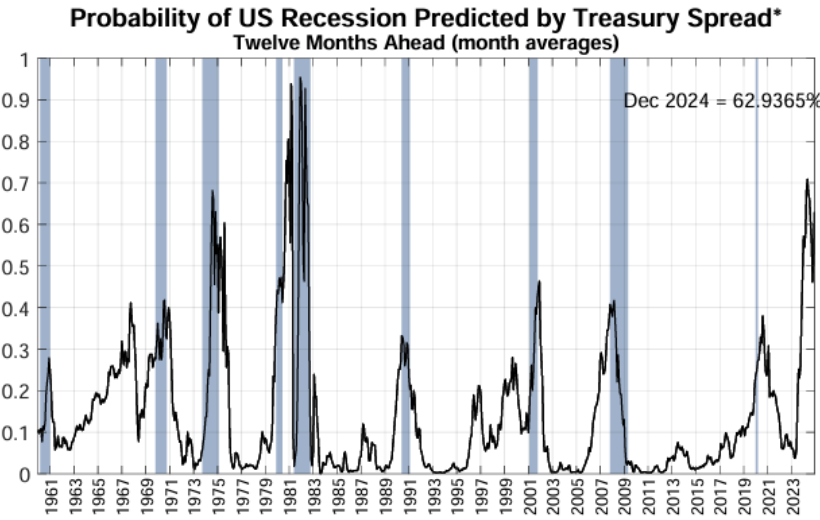 Probability of US Recession Predicted by Treasury Spread*
Twelve Months Ahead (month averages)
1
0.9
0.8
0.7
0.6
0.5
0.4
0.3
0.2
0.1
0
Dec 2024 = 62.9365%
1961 1963 1965 1967 1969 1971 1973 1975 1977 1979 1981 1983 1985 1987 1989 1991 1993 1995 1997 1999 2001 2003 2005 2007 2009 2011 2013 2015 2017 2019 2021 2023